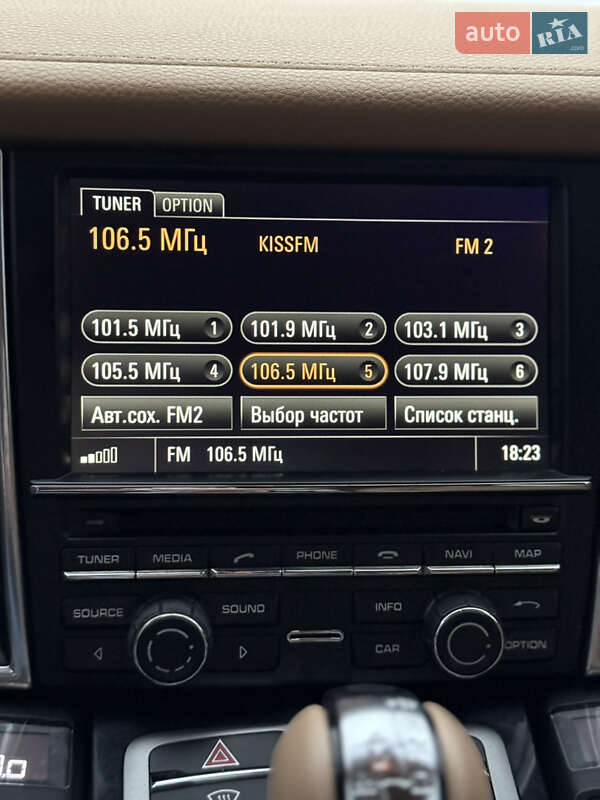 auto RIA.com
TUNER OPTION
106.5 МГц KISSFM FM 2
101.5 МГц 1 101.9 МГц 2 103.1 МГц 3
105.5 МГц 4 106.5 МГц 5 107.9 МГц 6
Авт.сох. FM2 Выбор частот Список станц.
FM 106.5 МГц 18:23
TUNER MEDIA PHONE NAVI MAP
SOURCE SOUND INFO
CAR OPTION